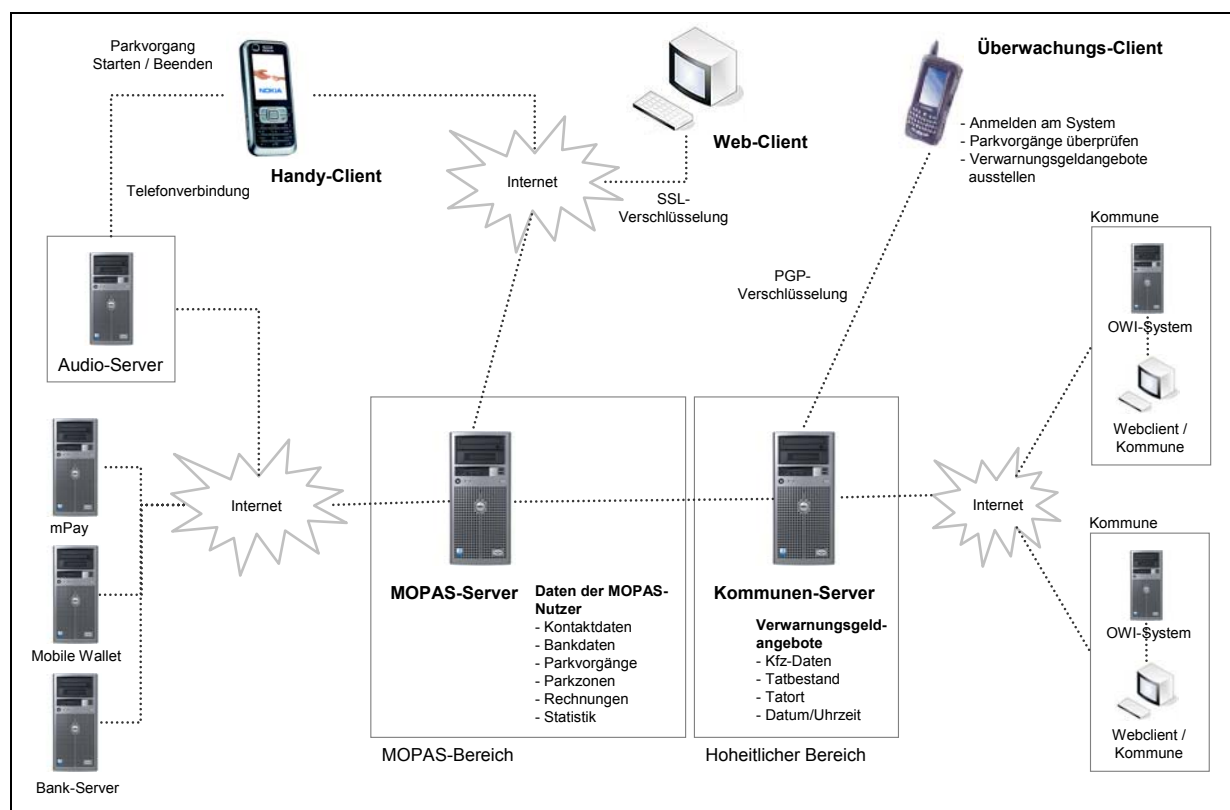 Parkvorgang
Starten / Beenden
NOKIA
Handy-Client
Telefonverbindung
Internet
Web-Client
SSL-
Verschlüsselung
Überwachungs-Client
- Anmelden am System
- Parkvorgänge überprüfen
- Verwarnungsgeldangebote
ausstellen
PGP-
Verschlüsselung
Audio-Server
mPay
Mobile Wallet
Bank-Server
Internet
MOPAS-Server
Daten der MOPAS-
Nutzer
- Kontaktdaten
- Bankdaten
- Parkvorgänge
- Parkzonen
- Rechnungen
- Statistik
MOPAS-Bereich
Kommunen-Server
Verwarnungsgeld-
angebote
- Kfz-Daten
- Tatbestand
- Tatort
- Datum/Uhrzeit
Hoheitlicher Bereich
Internet
Kommune
OWI-System
Webclient /
Kommune
Kommune
OWI-System
Webclient /
Kommune